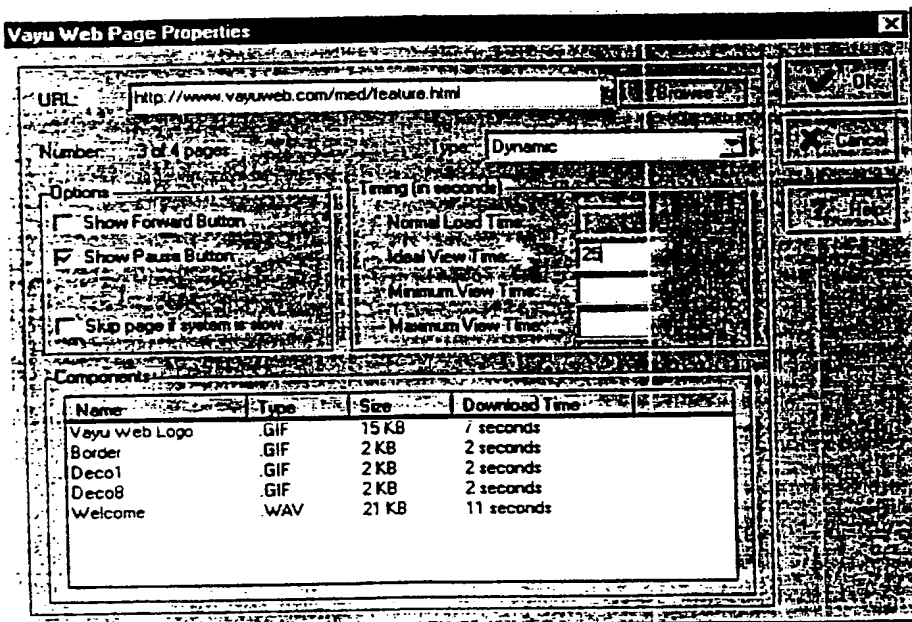 Vayu Web Page Properties
URL: http://www.vayuweb.com/med/feature.html Browse OK
Number: 3 of 4 pages Type: Dynamic Cancel
Options Timing (in seconds)
Show Forward Button Normal Load Time: Help
Show Pause Button Ideal View Time: 25
Minimum View Time:
Skip page if system is slow Maximum View Time:
Components
Name Type Size Download Time
Vayu Web Logo .GIF 15 KB 7 seconds
Border .GIF 2 KB 2 seconds
Deco1 .GIF 2 KB 2 seconds
Deco8 .GIF 2 KB 2 seconds
Welcome .WAV 21 KB 11 seconds